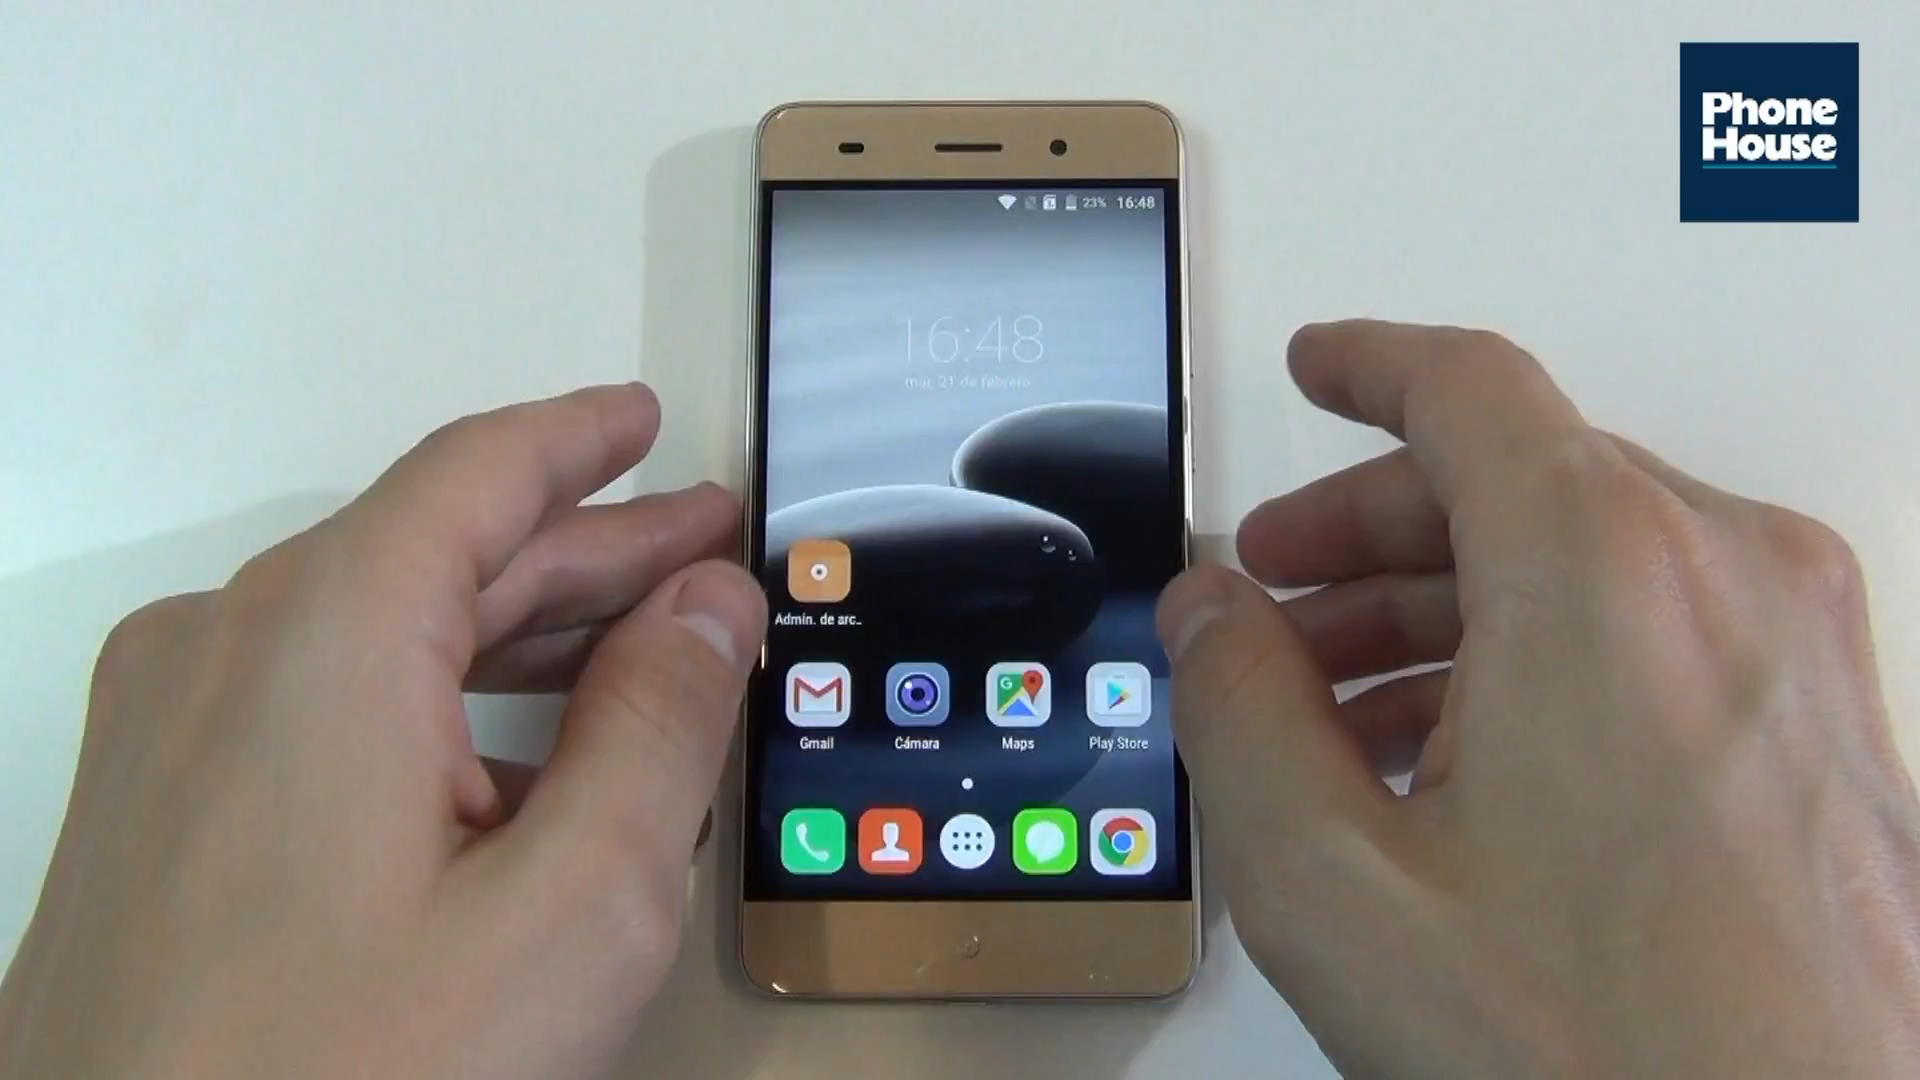 Phone
House
23% 16:48
16:48
mar, 21 de febrero
Admin. de arc..
Gmail
Cámara
Maps
Play Store